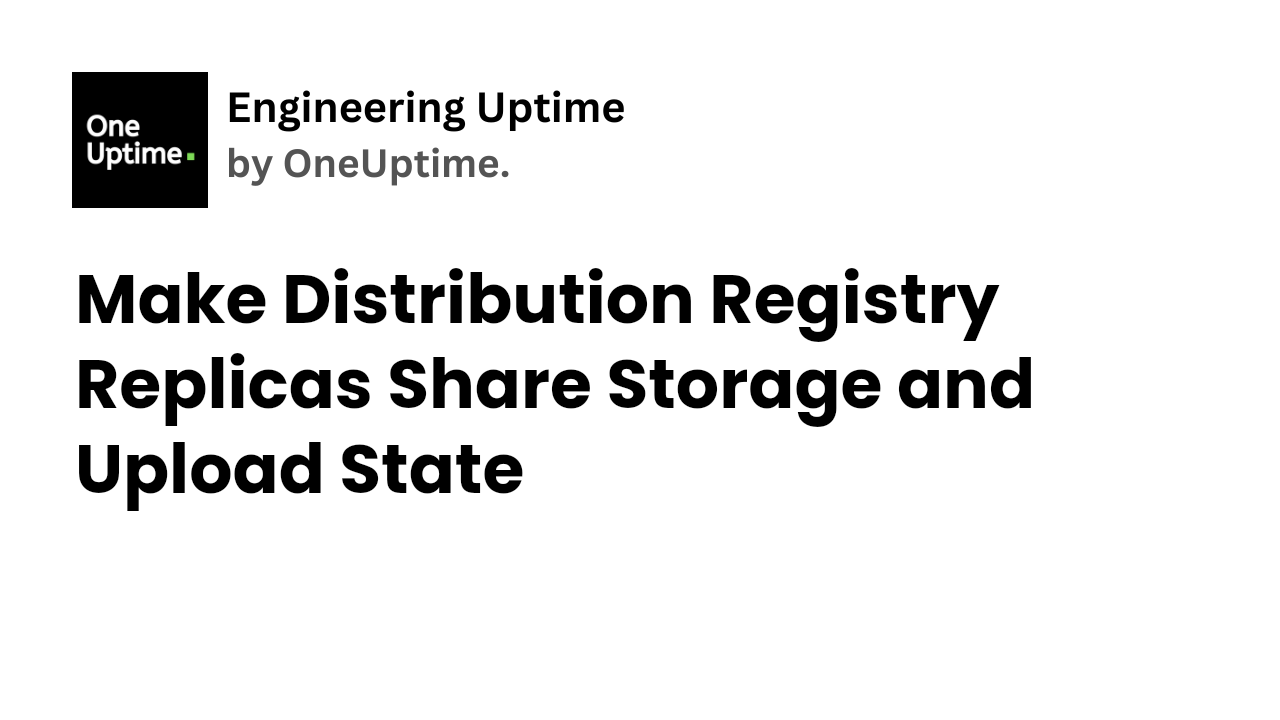 One
Uptime.
Engineering Uptime
by OneUptime.
Make Distribution Registry
Replicas Share Storage and
Upload State